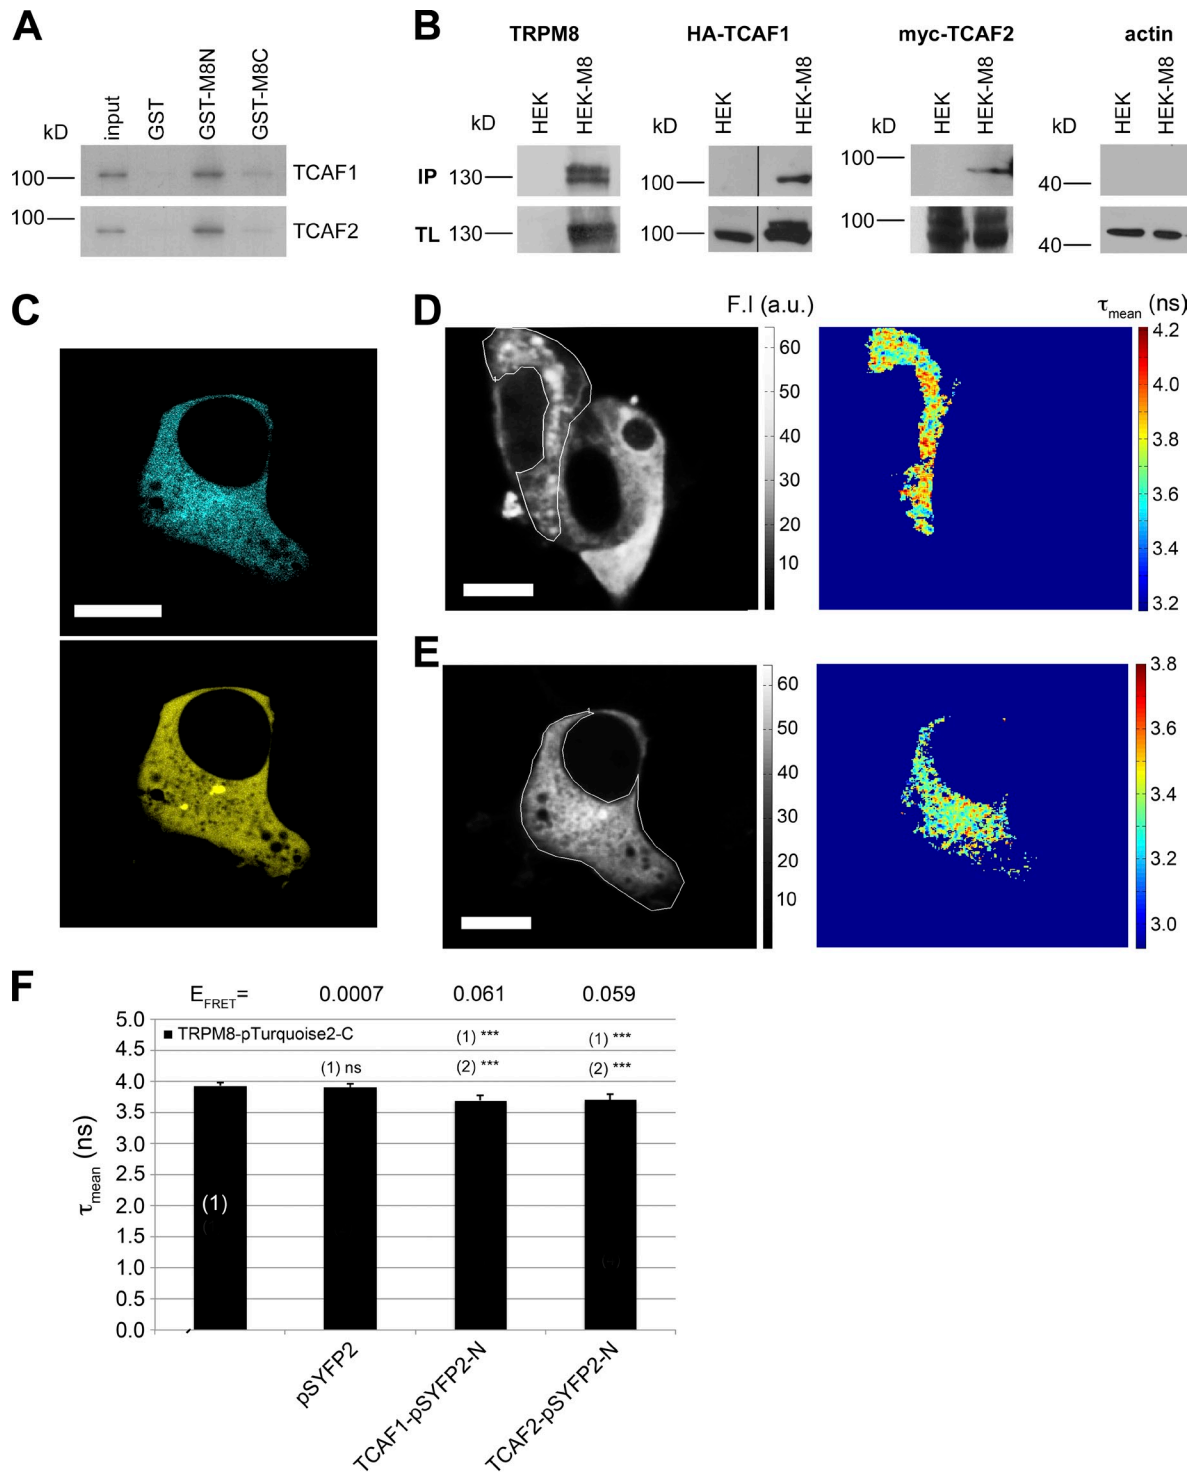 A
kD
input
GST
GST-M8N
GST-M8C
100
TCAF1
100
TCAF2
B
TRPM8
HA-TCAF1
myc-TCAF2
actin
kD
HEK
HEK-M8
kD
HEK
HEK-M8
kD
HEK
HEK-M8
kD
HEK
HEK-M8
IP
130
100
100
40
TL
130
100
100
40
C
D
F.I (a.u.)
60
50
40
30
20
10
τmean (ns)
4.2
4.0
3.8
3.6
3.4
3.2
E
60
50
40
30
20
10
3.8
3.6
3.4
3.2
3.0
F
EFRET=
0.0007
0.061
0.059
■ TRPM8-pTurquoise2-C
(1) ***
(1) ***
(1) ns
(2) ***
(2) ***
τmean (ns)
5.0
4.5
4.0
3.5
3.0
2.5
2.0
1.5
1.0
0.5
0.0
(1)
pSYFP2
TCAF1-pSYFP2-N
TCAF2-pSYFP2-N